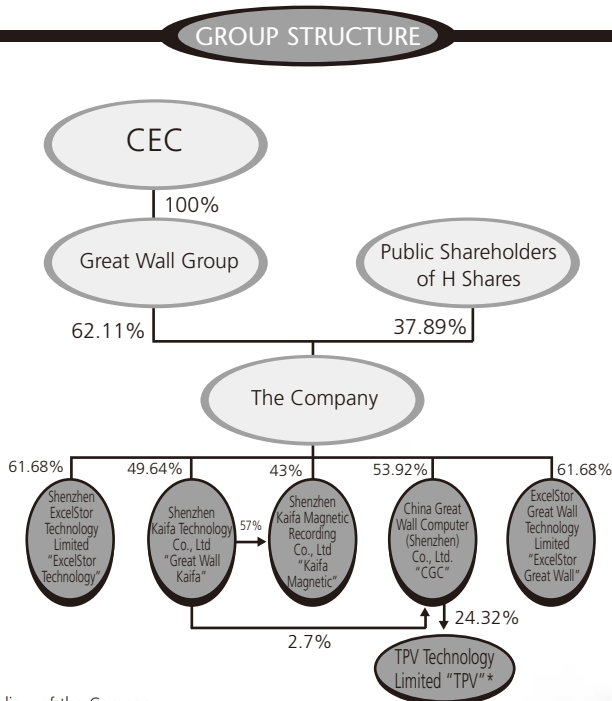 GROUP STRUCTURE
CEC
100%
Great Wall Group
Public Shareholders
of H Shares
62.11%
37.89%
The Company
61.68%
49.64%
43%
53.92%
61.68%
Shenzhen
ExcelStor
Technology
Limited
"ExcelStor
Technology"
Shenzhen
Kaifa Technology
Co., Ltd
"Great Wall
Kaifa"
57%
Shenzhen
Kaifa Magnetic
Recording
Co., Ltd
"Kaifa
Magnetic"
China Great
Wall Computer
(Shenzhen)
Co., Ltd.
"CGC"
ExcelStor
Great Wall
Technology
Limited
"ExcelStor
Great Wall"
2.7%
24.32%
TPV Technology
Limited "TPV"*